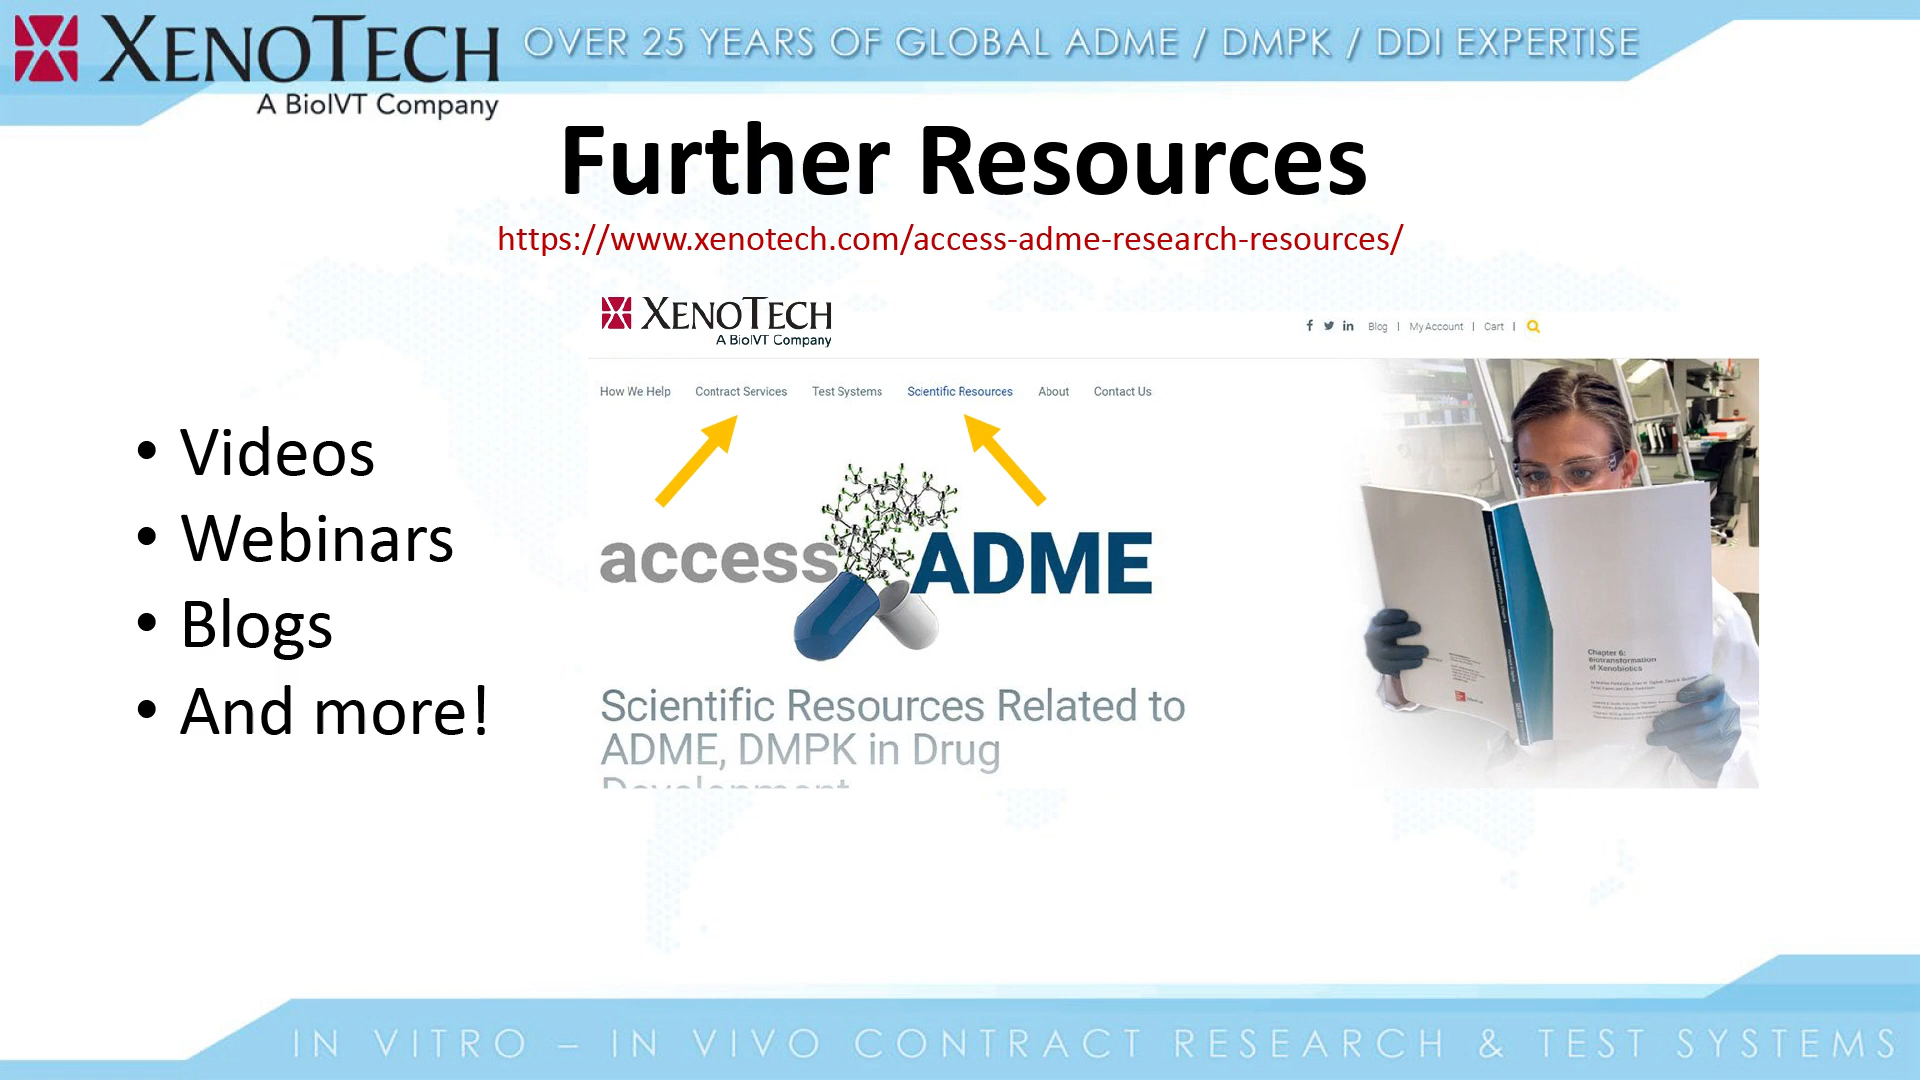 XENOTECH
A BioIVT Company
OVER 25 YEARS OF GLOBAL ADME / DMPK / DDI EXPERTISE
Further Resources
https://www.xenotech.com/access-adme-research-resources/
• Videos
• Webinars
• Blogs
• And more!
XENOTECH
A BioIVT Company
Blog | My Account | Cart |
How We Help Contract Services Test Systems Scientific Resources About Contact Us
access ADME
Scientific Resources Related to
ADME, DMPK in Drug
Development
Chapter 6:
Biotransformation
of Xenobiotics
IN VITRO – IN VIVO CONTRACT RESEARCH & TEST SYSTEMS